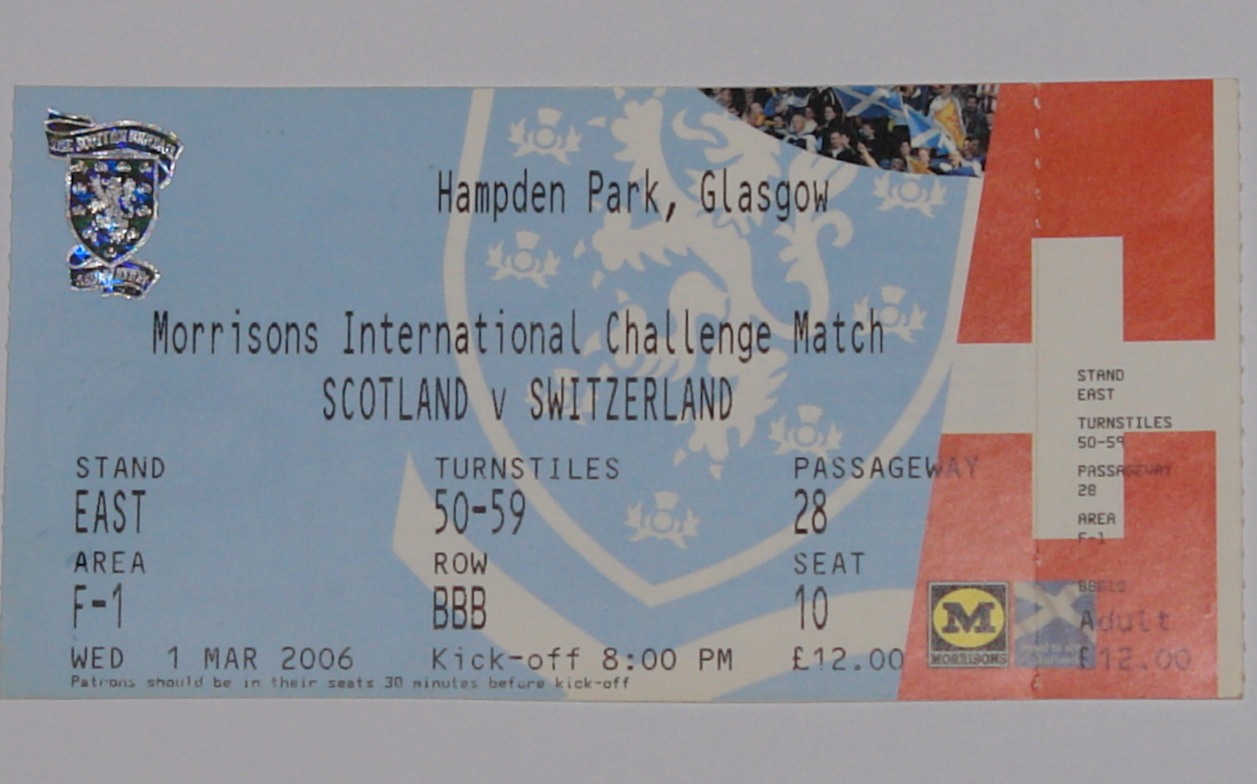 Hampden Park, Glasgow
Morrisons International Challenge Match
SCOTLAND v SWITZERLAND
STAND TURNSTILES PASSAGEWAY
EAST 50-59 28
AREA ROW SEAT
F-1 BBB 10
WED 1 MAR 2006 Kick-off 8:00 PM £12.00
Patrons should be in their seats 30 minutes before kick-off
M
MORRISONS
STAND
EAST
TURNSTILES
50-59
PASSAGEWAY
28
AREA
F-1
BBB10
Adult
£12.00